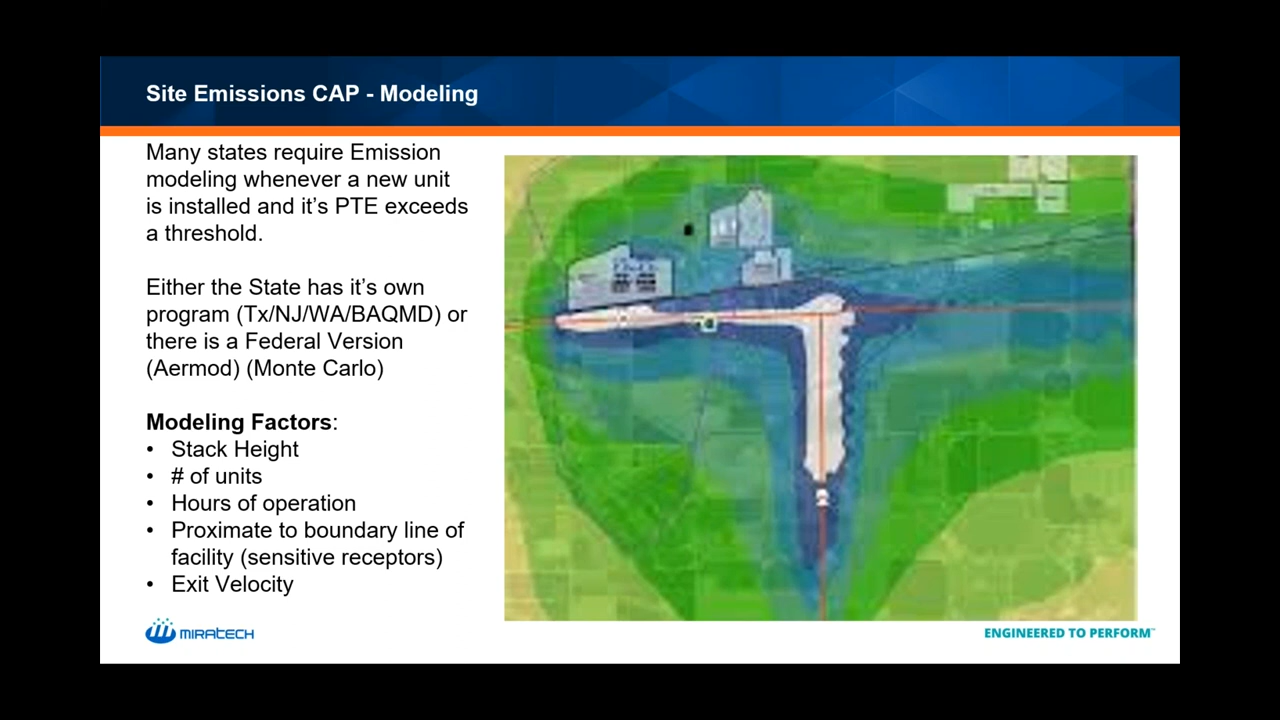 Site Emissions CAP - Modeling
Many states require Emission
modeling whenever a new unit
is installed and it's PTE exceeds
a threshold.
Either the State has it's own
program (Tx/NJ/WA/BAQMD) or
there is a Federal Version
(Aermod) (Monte Carlo)
Modeling Factors:
• Stack Height
• # of units
• Hours of operation
• Proximate to boundary line of
facility (sensitive receptors)
• Exit Velocity
MIRATECH
ENGINEERED TO PERFORM™